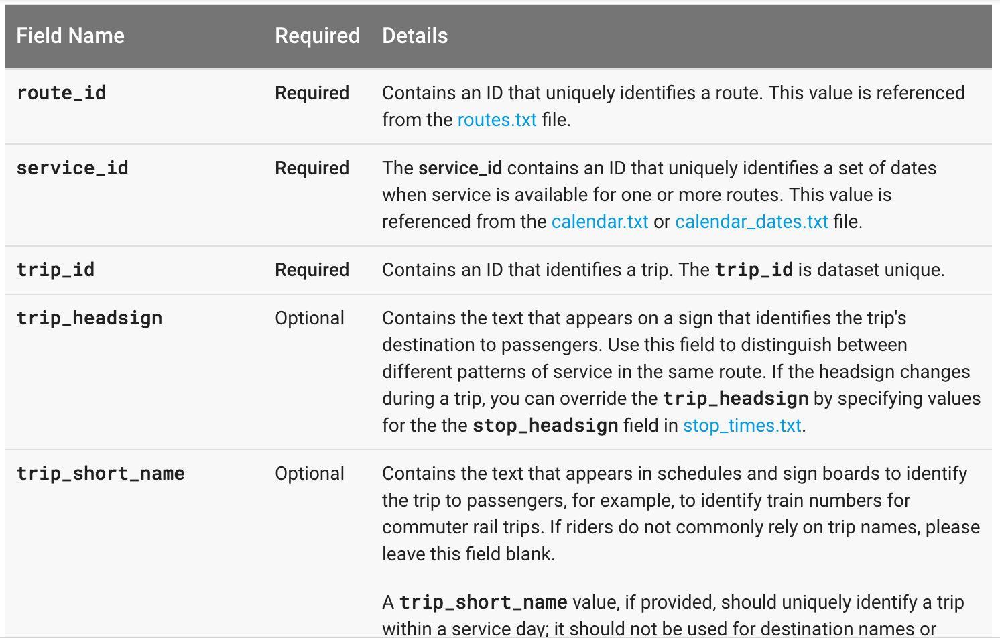 Field Name Required Details
route_id Required Contains an ID that uniquely identifies a route. This value is referenced
from the routes.txt file.
service_id Required The service_id contains an ID that uniquely identifies a set of dates
when service is available for one or more routes. This value is
referenced from the calendar.txt or calendar_dates.txt file.
trip_id Required Contains an ID that identifies a trip. The trip_id is dataset unique.
trip_headsign Optional Contains the text that appears on a sign that identifies the trip's
destination to passengers. Use this field to distinguish between
different patterns of service in the same route. If the headsign changes
during a trip, you can override the trip_headsign by specifying values
for the the stop_headsign field in stop_times.txt.
trip_short_name Optional Contains the text that appears in schedules and sign boards to identify
the trip to passengers, for example, to identify train numbers for
commuter rail trips. If riders do not commonly rely on trip names, please
leave this field blank.
A trip_short_name value, if provided, should uniquely identify a trip
within a service day; it should not be used for destination names or